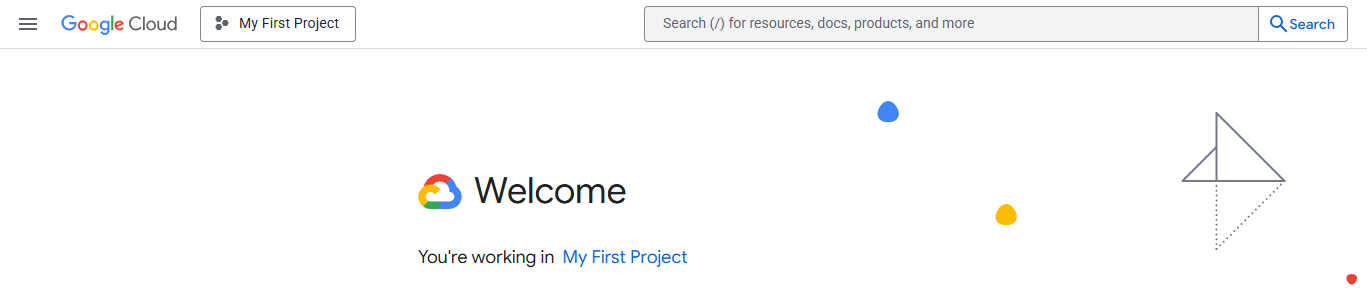 Google Cloud My First Project Search (/) for resources, docs, products, and more Search
Welcome
You're working in My First Project